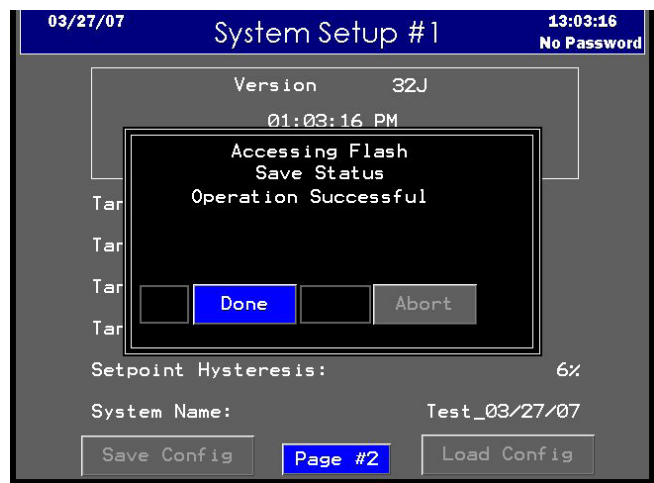 03/27/07 System Setup #1 13:03:16
No Password
Version 32J
01:03:16 PM
Accessing Flash
Save Status
Operation Successful
Tar
Tar
Tar
Done Abort
Tar
Setpoint Hysteresis: 6%
System Name: Test_03/27/07
Save Config Page #2 Load Config